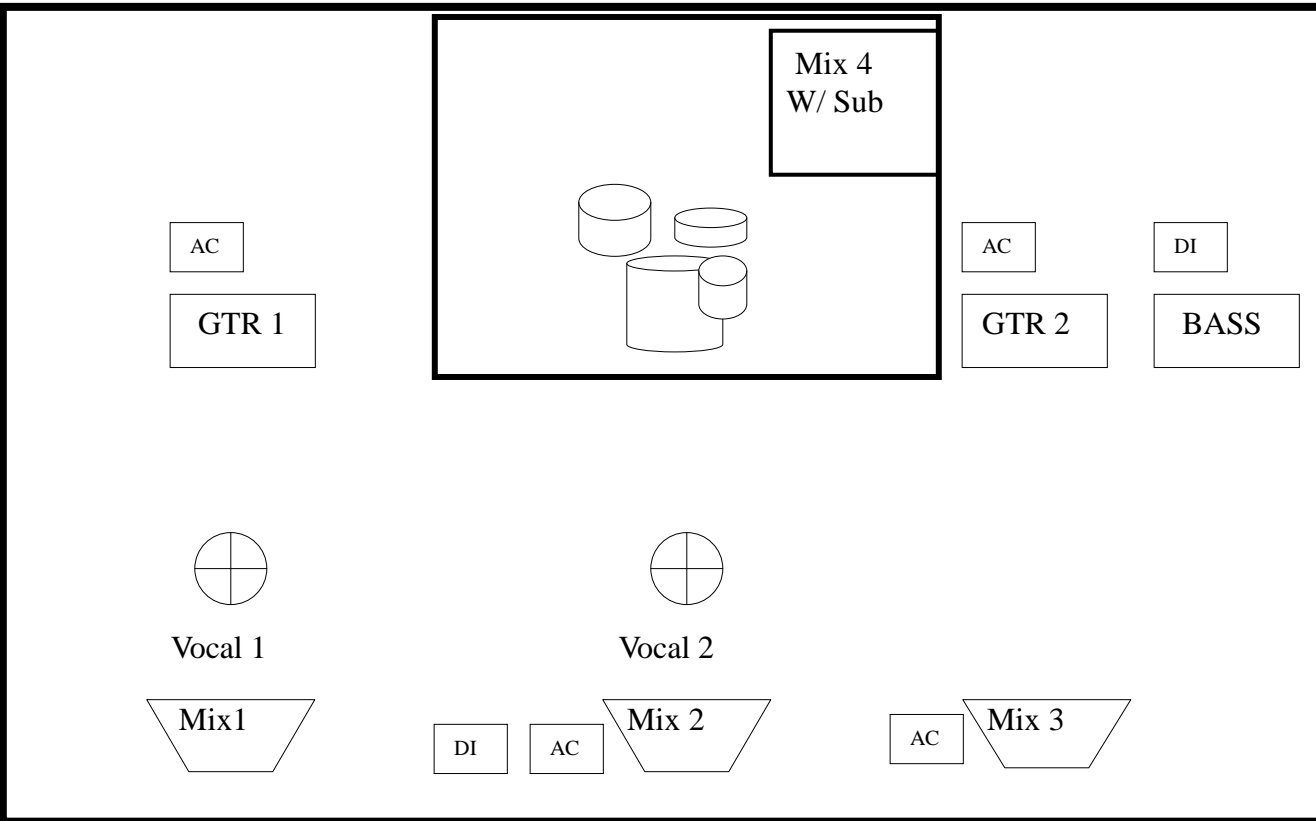 Mix 4
W/ Sub
AC
AC
DI
GTR 1
GTR 2
BASS
Vocal 1
Vocal 2
Mix1
Mix 2
Mix 3
DI
AC
AC